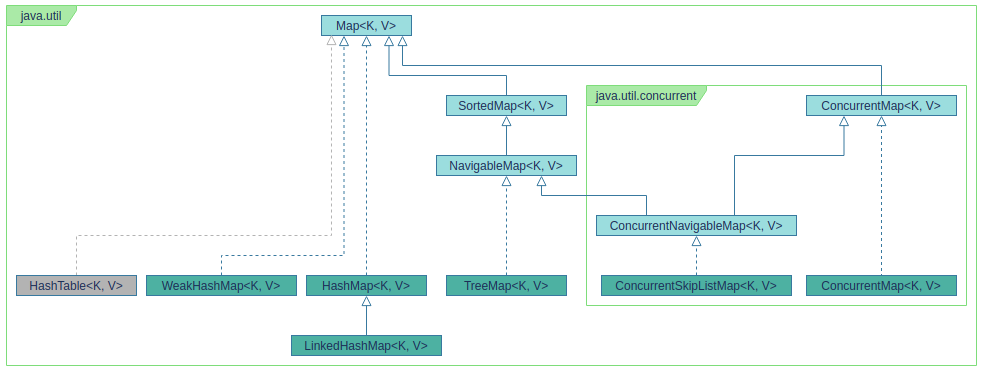 java.util
Map<K, V>
java.util.concurrent
SortedMap<K, V>
ConcurrentMap<K, V>
NavigableMap<K, V>
ConcurrentNavigableMap<K, V>
HashTable<K, V>
WeakHashMap<K, V>
HashMap<K, V>
TreeMap<K, V>
ConcurrentSkipListMap<K, V>
ConcurrentMap<K, V>
LinkedHashMap<K, V>